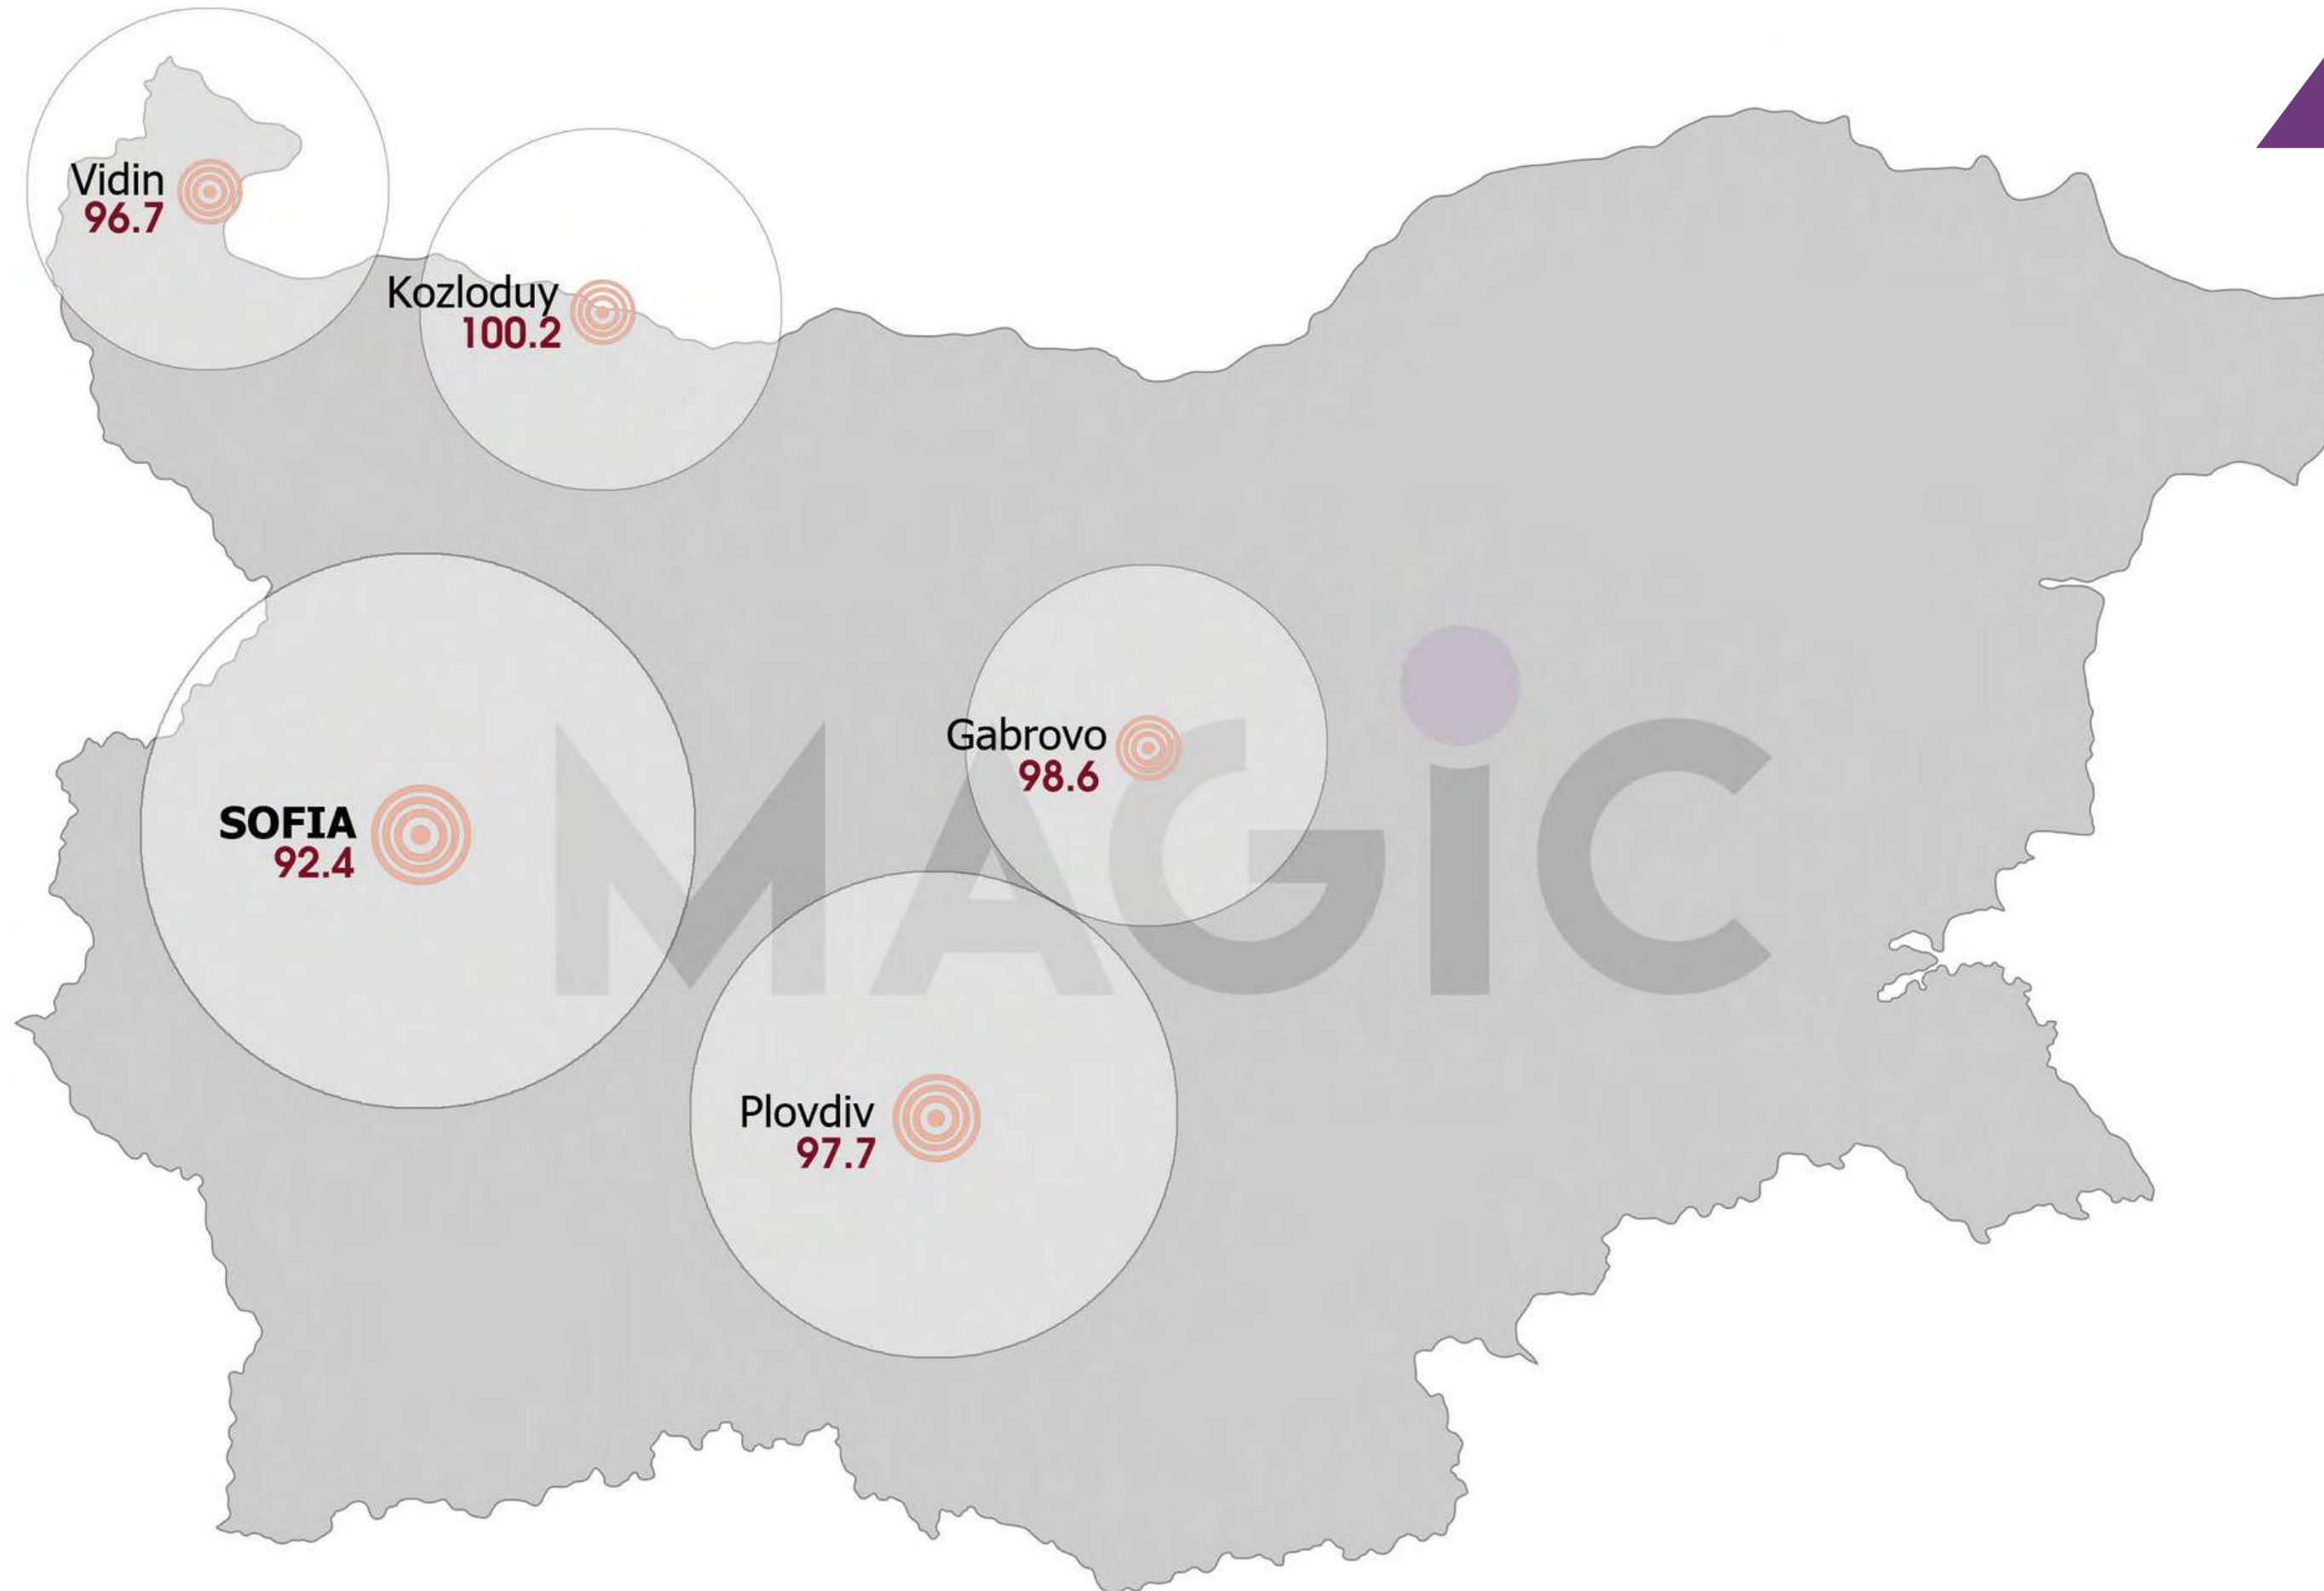 Vidin
96.7
Kozloduy
100.2
Gabrovo
98.6
SOFIA
92.4
MAGiC
Plovdiv
97.7